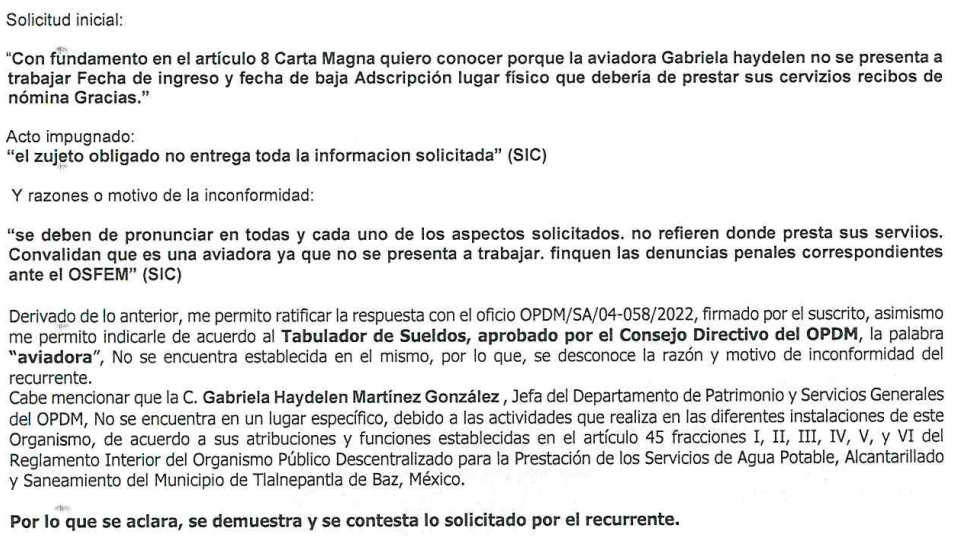 Solicitud inicial:
"Con fundamento en el artículo 8 Carta Magna quiero conocer porque la aviadora Gabriela haydelen no se presenta a
trabajar Fecha de ingreso y fecha de baja Adscripción lugar físico que debería de prestar sus cervizios recibos de
nómina Gracias."
Acto impugnado:
"el zujeto obligado no entrega toda la informacion solicitada" (SIC)
Y razones o motivo de la inconformidad:
"se deben de pronunciar en todas y cada uno de los aspectos solicitados. no refieren donde presta sus serviios.
Convalidan que es una aviadora ya que no se presenta a trabajar. finquen las denuncias penales correspondientes
ante el OSFEM" (SIC)
Derivado de lo anterior, me permito ratificar la respuesta con el oficio OPDM/SA/04-058/2022, firmado por el suscrito, asimismo
me permito indicarle de acuerdo al Tabulador de Sueldos, aprobado por el Consejo Directivo del OPDM, la palabra
"aviadora", No se encuentra establecida en el mismo, por lo que, se desconoce la razón y motivo de inconformidad del
recurrente.
Cabe mencionar que la C. Gabriela Haydelen Martínez González , Jefa del Departamento de Patrimonio y Servicios Generales
del OPDM, No se encuentra en un lugar específico, debido a las actividades que realiza en las diferentes instalaciones de este
Organismo, de acuerdo a sus atribuciones y funciones establecidas en el artículo 45 fracciones I, II, III, IV, V, y VI del
Reglamento Interior del Organismo Público Descentralizado para la Prestación de los Servicios de Agua Potable, Alcantarillado
y Saneamiento del Municipio de Tlalnepantla de Baz, México.
Por lo que se aclara, se demuestra y se contesta lo solicitado por el recurrente.